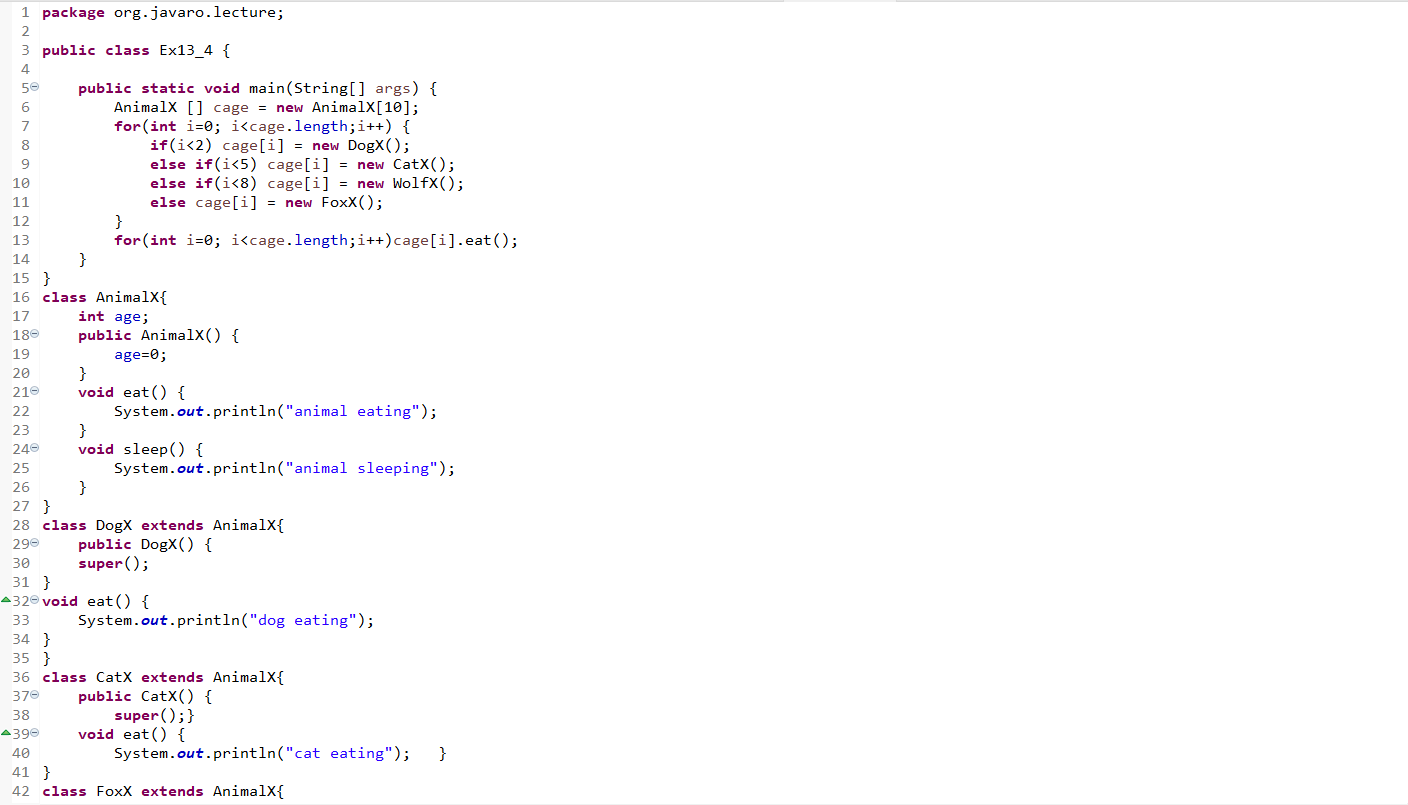 1 package org.javaro.lecture;
2
3 public class Ex13_4 {
4
5 public static void main(String[] args) {
6 AnimalX [] cage = new AnimalX[10];
7 for(int i=0; i<cage.length;i++) {
8 if(i<2) cage[i] = new DogX();
9 else if(i<5) cage[i] = new CatX();
10 else if(i<8) cage[i] = new WolfX();
11 else cage[i] = new FoxX();
12 }
13 for(int i=0; i<cage.length;i++)cage[i].eat();
14 }
15 }
16 class AnimalX{
17 int age;
18 public AnimalX() {
19 age=0;
20 }
21 void eat() {
22 System.out.println("animal eating");
23 }
24 void sleep() {
25 System.out.println("animal sleeping");
26 }
27 }
28 class DogX extends AnimalX{
29 public DogX() {
30 super();
31 }
32 void eat() {
33 System.out.println("dog eating");
34 }
35 }
36 class CatX extends AnimalX{
37 public CatX() {
38 super();}
39 void eat() {
40 System.out.println("cat eating"); }
41 }
42 class FoxX extends AnimalX{